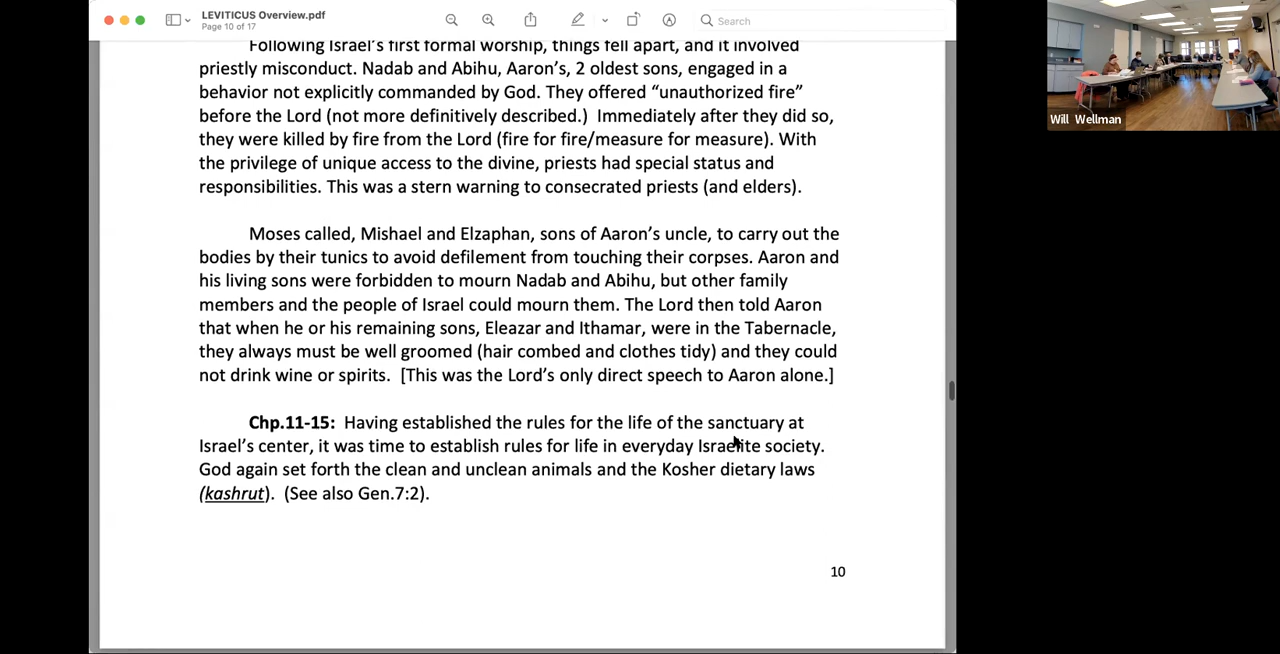 LEVITICUS Overview.pdf
Page 10 of 17
Search
Following Israel's first formal worship, things fell apart, and it involved
priestly misconduct. Nadab and Abihu, Aaron's, 2 oldest sons, engaged in a
behavior not explicitly commanded by God. They offered “unauthorized fire”
before the Lord (not more definitively described.)  Immediately after they did so,
they were killed by fire from the Lord (fire for fire/measure for measure). With
the privilege of unique access to the divine, priests had special status and
responsibilities. This was a stern warning to consecrated priests (and elders).
Moses called, Mishael and Elzaphan, sons of Aaron's uncle, to carry out the
bodies by their tunics to avoid defilement from touching their corpses. Aaron and
his living sons were forbidden to mourn Nadab and Abihu, but other family
members and the people of Israel could mourn them. The Lord then told Aaron
that when he or his remaining sons, Eleazar and Ithamar, were in the Tabernacle,
they always must be well groomed (hair combed and clothes tidy) and they could
not drink wine or spirits.  [This was the Lord's only direct speech to Aaron alone.]
Chp.11-15:  Having established the rules for the life of the sanctuary at
Israel's center, it was time to establish rules for life in everyday Israelite society.
God again set forth the clean and unclean animals and the Kosher dietary laws
(kashrut).  (See also Gen.7:2).
10
Will Wellman